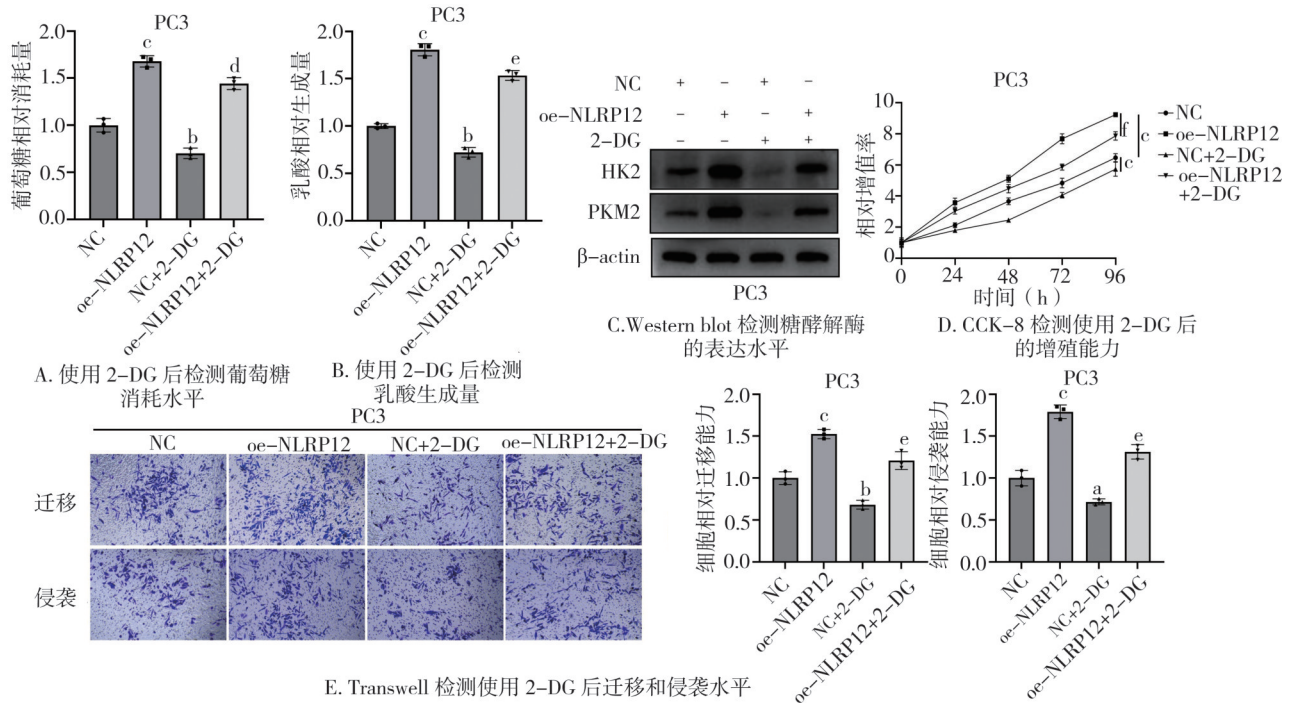 PC3
葡萄糖相对消耗量
2.0
1.5
1.0
0.5
0.0
c
b
d
NC
oe-NLRP12
NC+2-DG
oe-NLRP12+2-DG
A. 使用 2-DG 后检测葡萄糖
消耗水平
PC3
乳酸相对生成量
2.0
1.5
1.0
0.5
0
c
b
e
NC
oe-NLRP12
NC+2-DG
oe-NLRP12+2-DG
B. 使用 2-DG 后检测
乳酸生成量
NC + − + −
oe-NLRP12 − + − +
2-DG − − + +
HK2
PKM2
β-actin
PC3
C.Western blot 检测糖酵解酶
的表达水平
PC3
相对增值率
10
8
6
4
2
0
0 24 48 72 96
时间（h）
NC
oe-NLRP12
NC+2-DG
oe-NLRP12
+2-DG
f
c
c
D. CCK-8 检测使用 2-DG 后
的增殖能力
PC3
NC oe-NLRP12 NC+2-DG oe-NLRP12+2-DG
迁移
侵袭
PC3
细胞相对迁移能力
2.0
1.5
1.0
0.5
0.0
c
b
e
NC
oe-NLRP12
NC+2-DG
oe-NLRP12+2-DG
PC3
细胞相对侵袭能力
2.0
1.5
1.0
0.5
0.0
c
a
e
NC
oe-NLRP12
NC+2-DG
oe-NLRP12+2-DG
E. Transwell 检测使用 2-DG 后迁移和侵袭水平